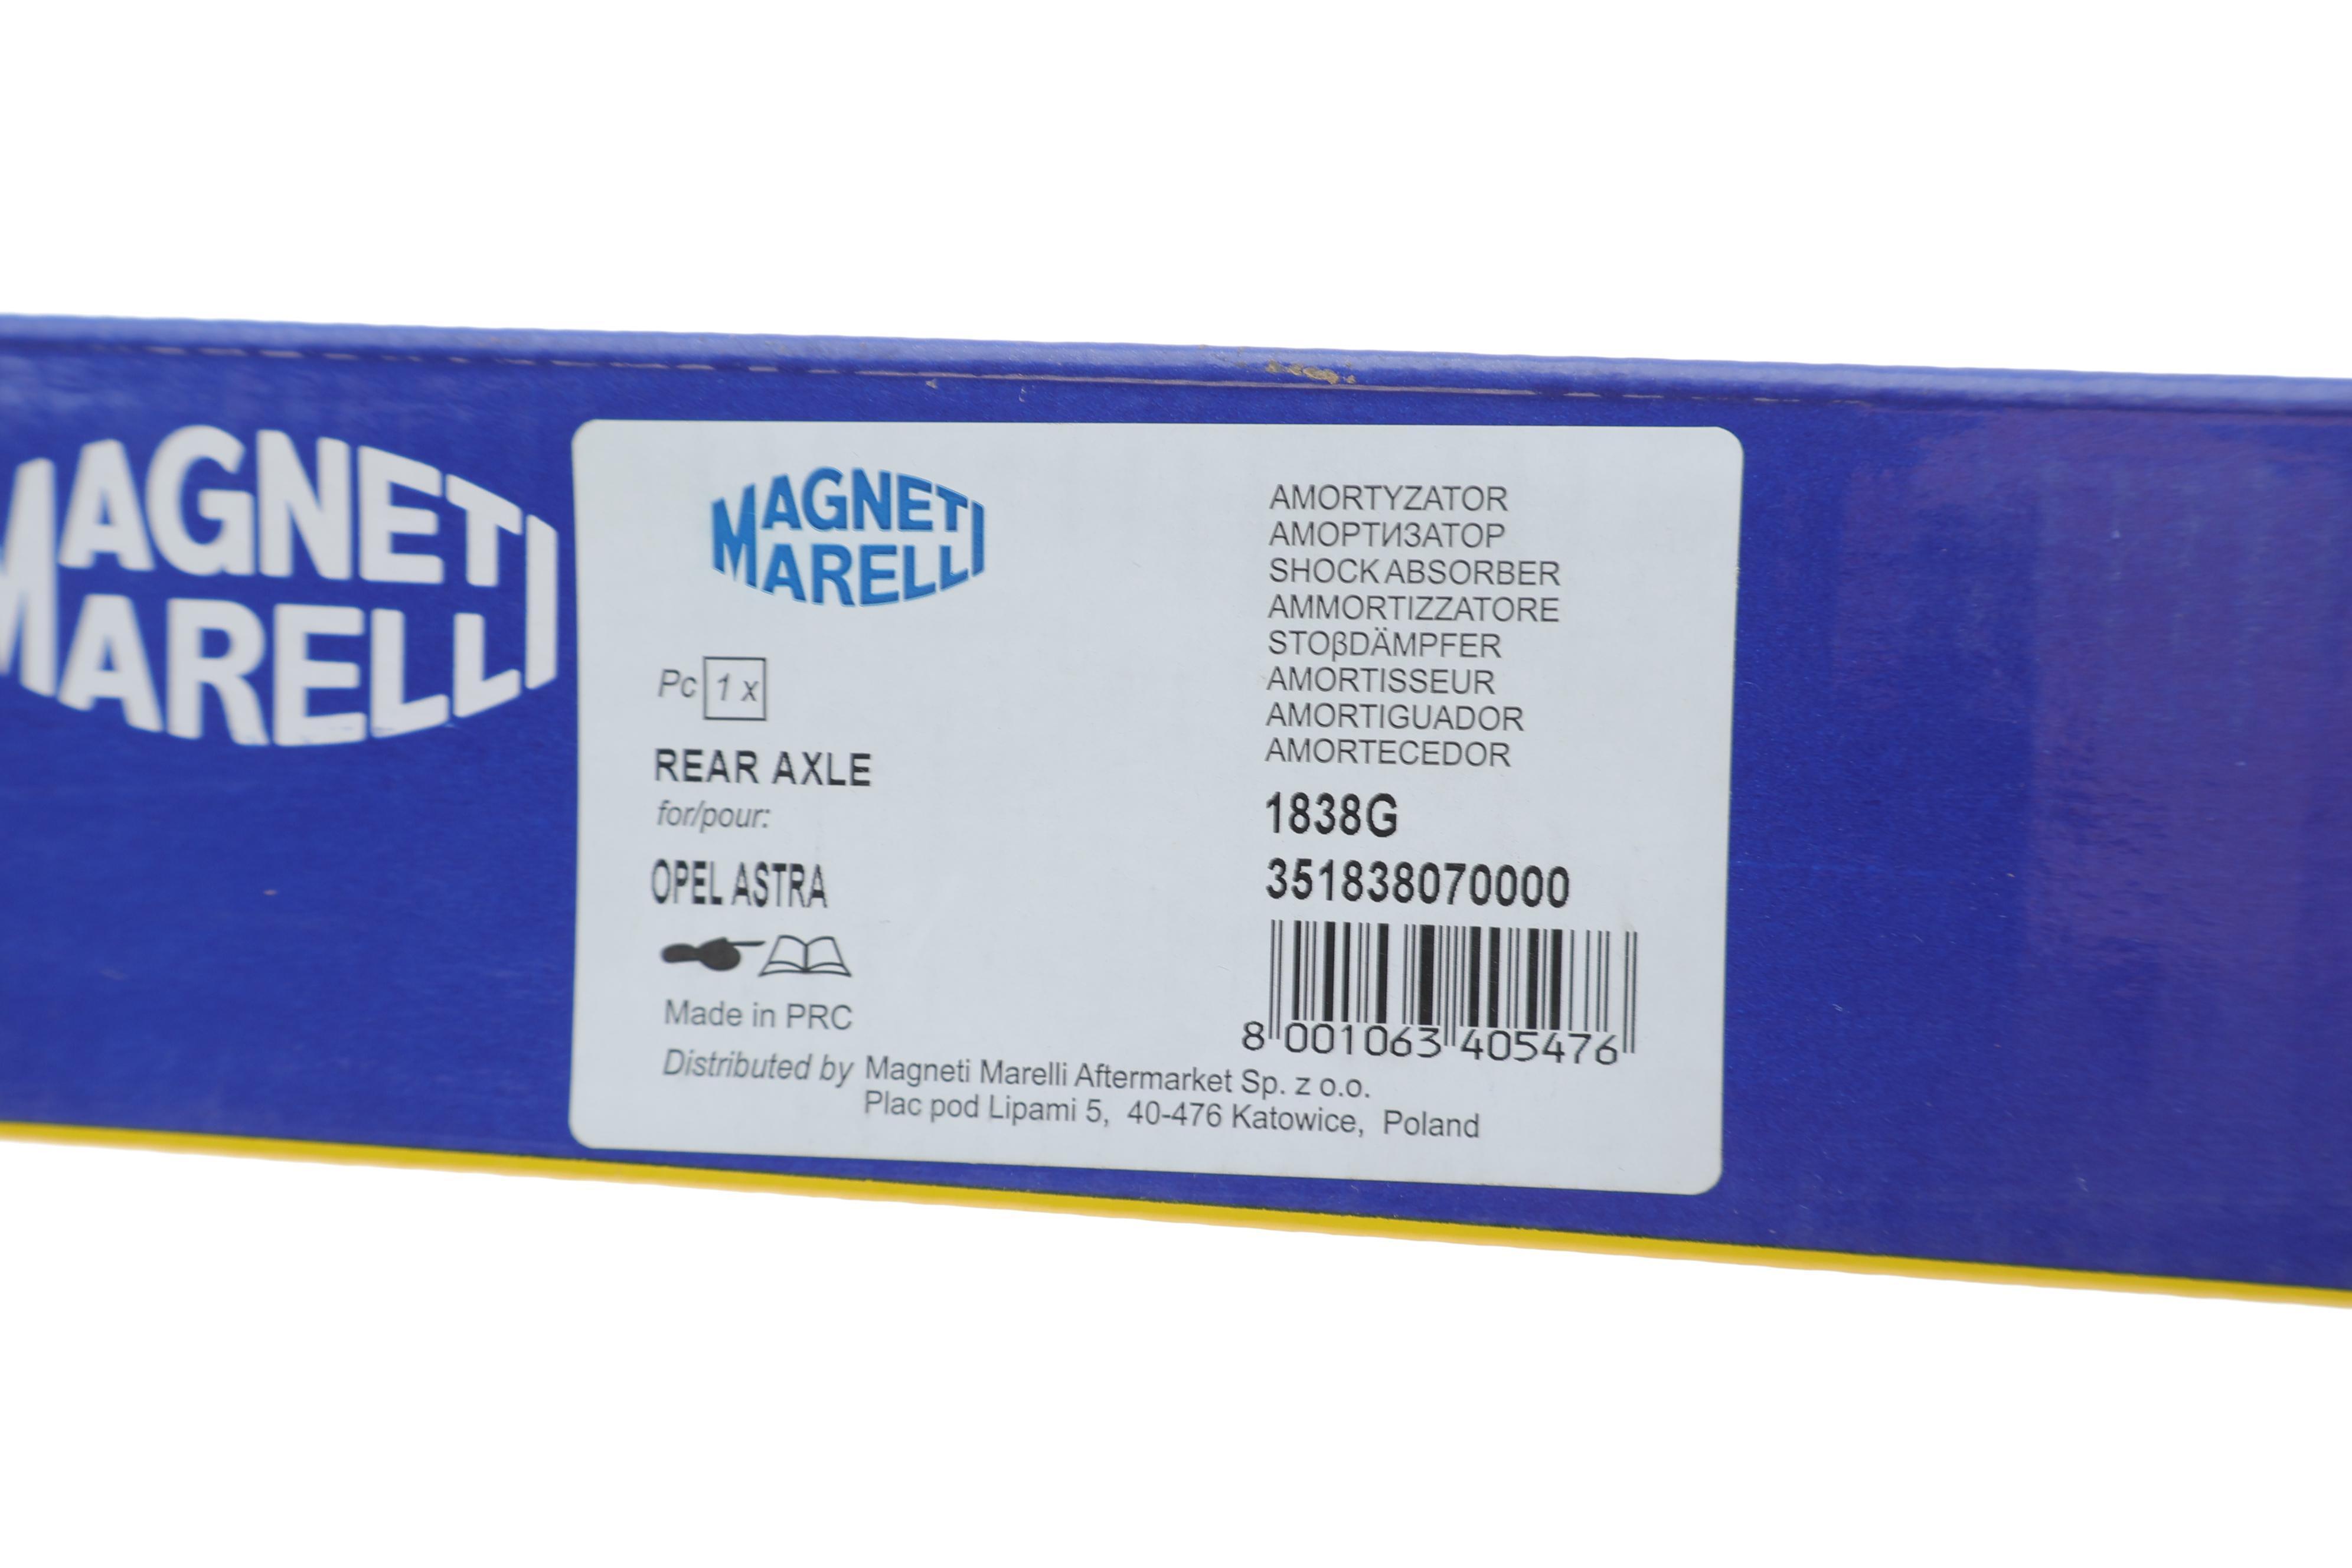 MAGNETI
MARELLI
MAGNETI
MARELLI
Pc 1 x
REAR AXLE
for/pour:
OPEL ASTRA
Made in PRC
AMORTYZATOR
АМОРТИЗАТОР
SHOCK ABSORBER
AMMORTIZZATORE
STOβDÄMPFER
AMORTISSEUR
AMORTIGUADOR
AMORTECEDOR
1838G
351838070000
8 001063 405476
Distributed by Magneti Marelli Aftermarket Sp. z o.o.
Plac pod Lipami 5, 40-476 Katowice, Poland